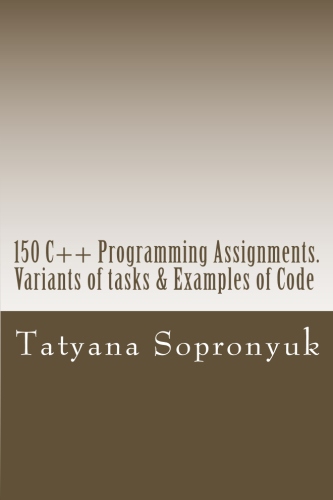 150 C++ Programming Assignments.
Variants of tasks & Examples of Code
Tatyana Sopronyuk